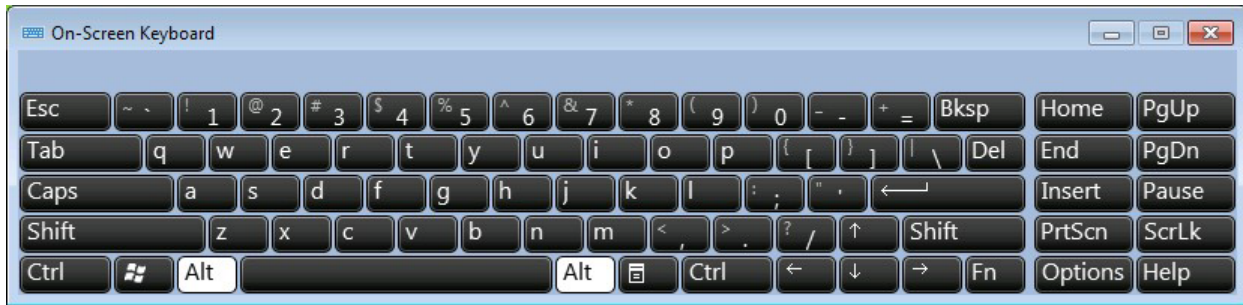 On-Screen Keyboard
Esc ~ ` ! 1 @ 2 # 3 $ 4 % 5 ^ 6 & 7 * 8 ( 9 ) 0 _ - + = Bksp Home PgUp
Tab q w e r t y u i o p { [ } ] | \ Del End PgDn
Caps a s d f g h j k l : ; " ' Insert Pause
Shift z x c v b n m < , > . ? / ↑ Shift PrtScn ScrLk
Ctrl Alt Alt Ctrl ← ↓ → Fn Options Help